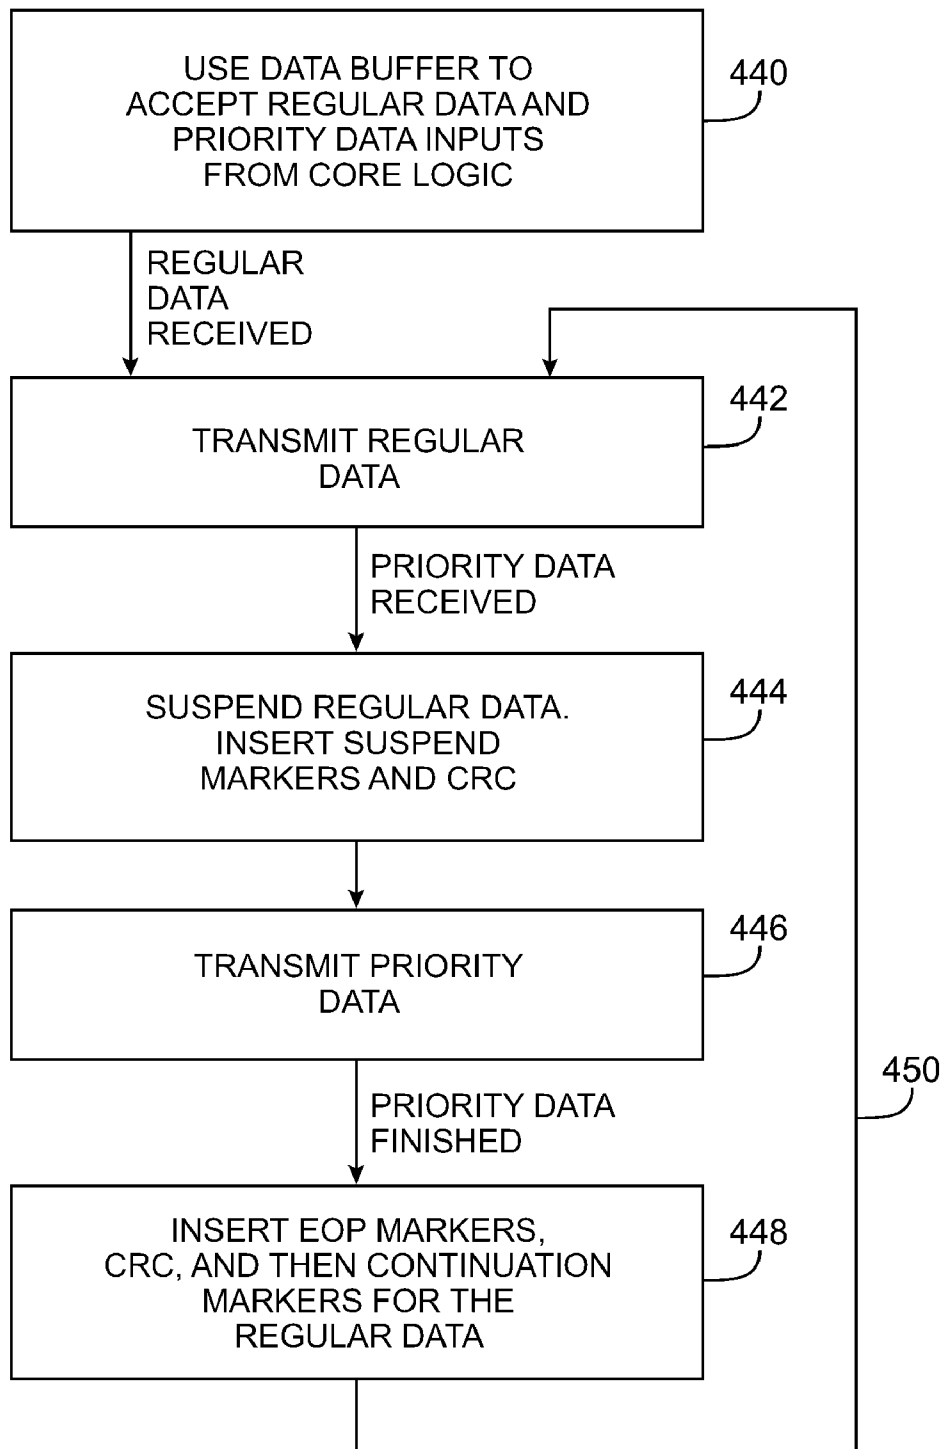 USE DATA BUFFER TO
ACCEPT REGULAR DATA AND
PRIORITY DATA INPUTS
FROM CORE LOGIC
440
REGULAR
DATA
RECEIVED
442
TRANSMIT REGULAR
DATA
PRIORITY DATA
RECEIVED
444
SUSPEND REGULAR DATA.
INSERT SUSPEND
MARKERS AND CRC
446
TRANSMIT PRIORITY
DATA
450
PRIORITY DATA
FINISHED
448
INSERT EOP MARKERS,
CRC, AND THEN CONTINUATION
MARKERS FOR THE
REGULAR DATA